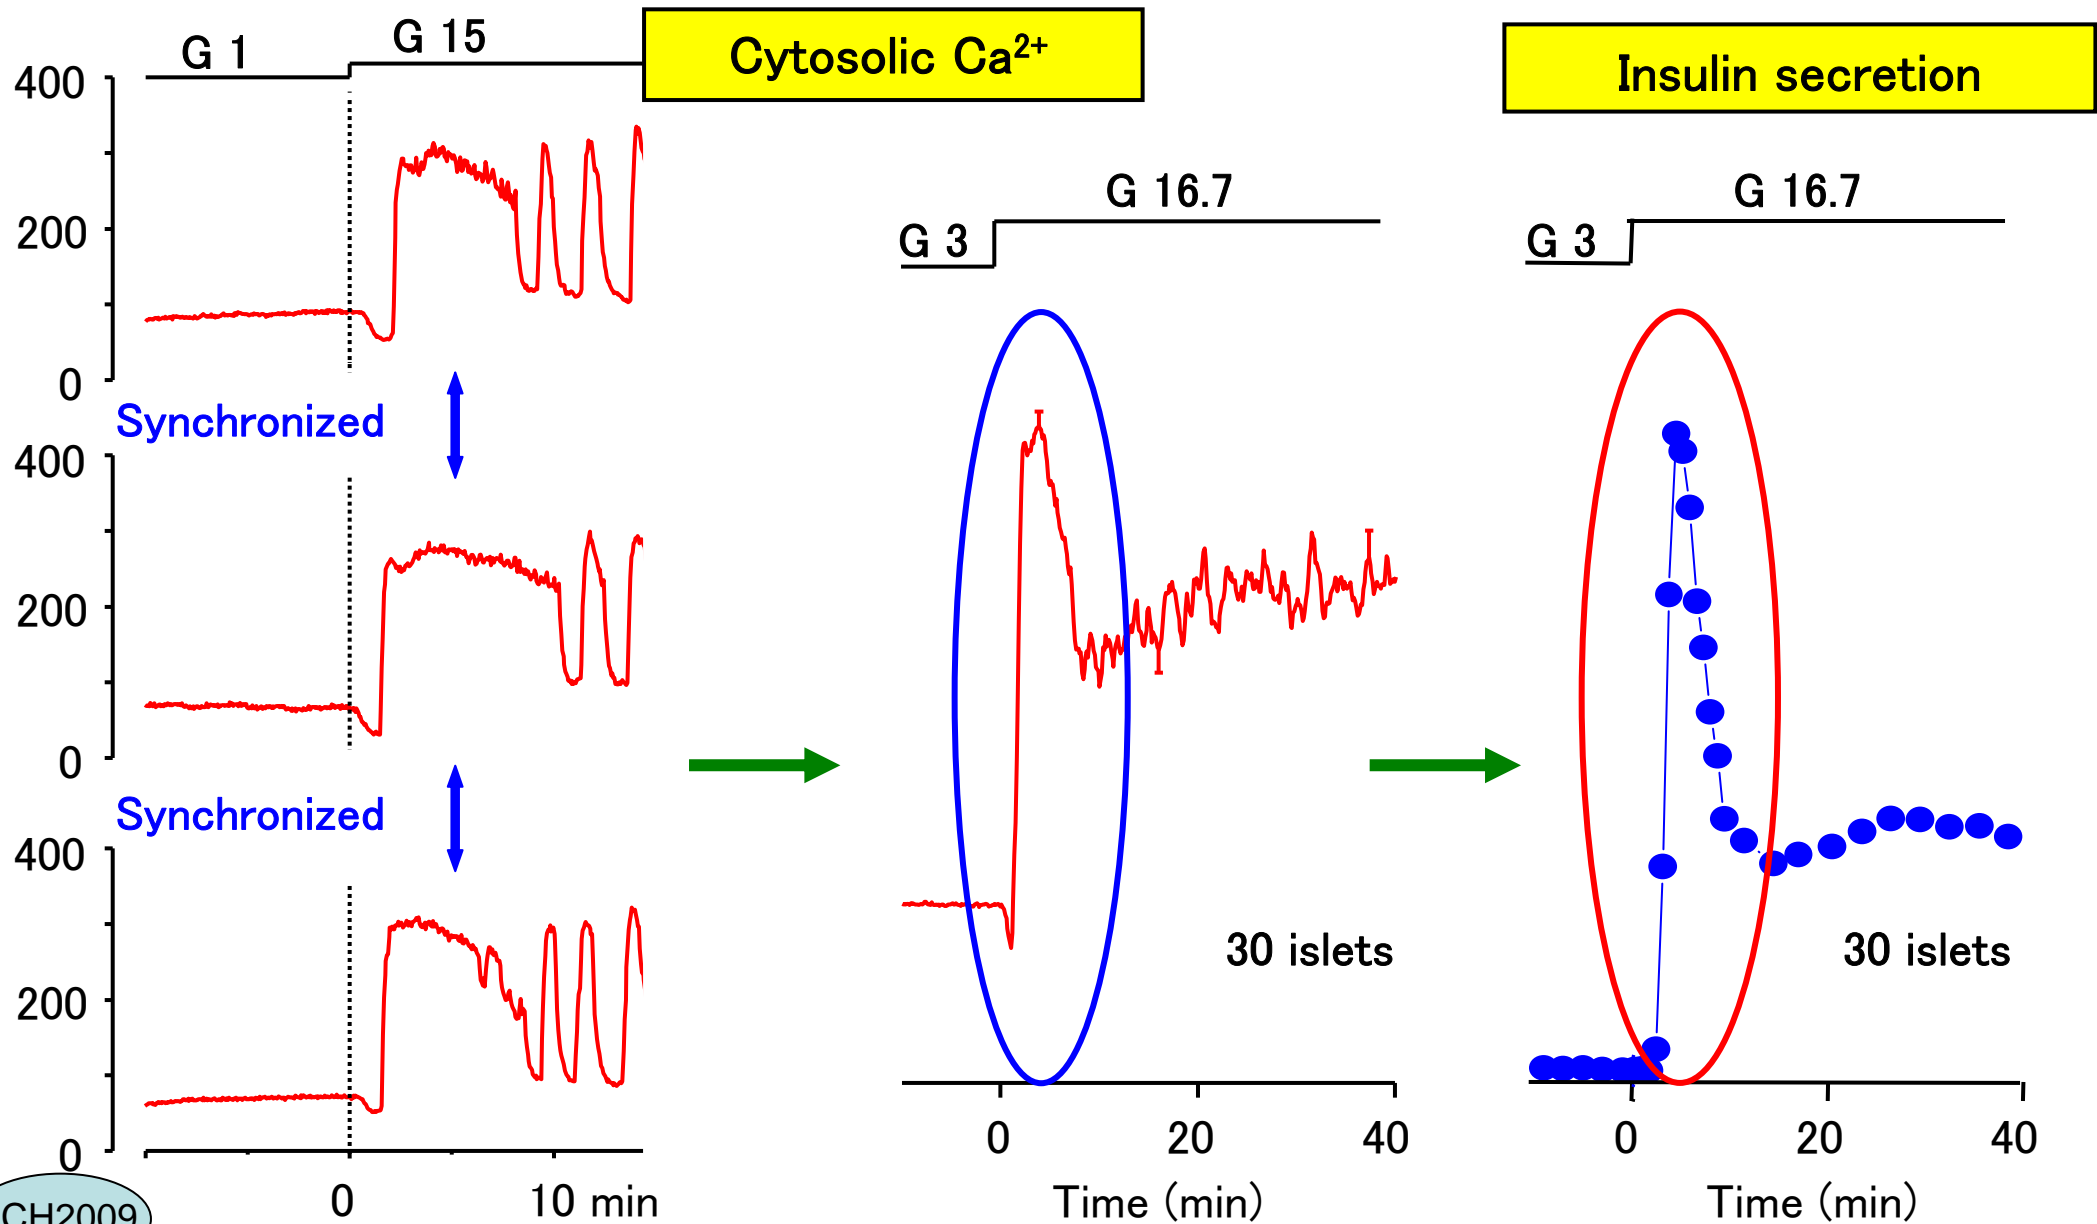 G 1
G 15
Cytosolic Ca²⁺
Insulin secretion
400
200
0
Synchronized
400
200
0
Synchronized
400
200
0
0
10 min
G 3
G 16.7
30 islets
0
20
40
Time (min)
G 3
G 16.7
30 islets
0
20
40
Time (min)
CH2009